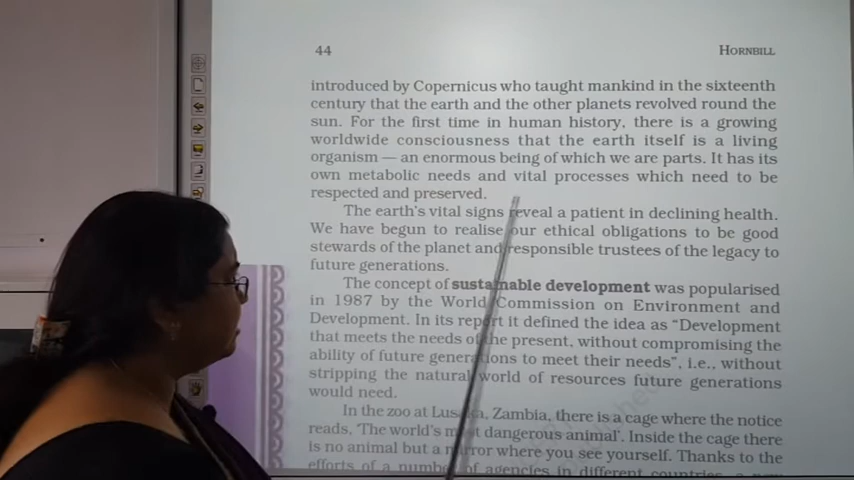 44
HORNBILL
introduced by Copernicus who taught mankind in the sixteenth
century that the earth and the other planets revolved round the
sun. For the first time in human history, there is a growing
worldwide consciousness that the earth itself is a living
organism — an enormous being of which we are parts. It has its
own metabolic needs and vital processes which need to be
respected and preserved.
The earth's vital signs reveal a patient in declining health.
We have begun to realise our ethical obligations to be good
stewards of the planet and responsible trustees of the legacy to
future generations.
The concept of sustainable development was popularised
in 1987 by the World Commission on Environment and
Development. In its report it defined the idea as “Development
that meets the needs of the present, without compromising the
ability of future generations to meet their needs”, i.e., without
stripping the natural world of resources future generations
would need.
In the zoo at Lusaka, Zambia, there is a cage where the notice
reads, ‘The world's most dangerous animal’. Inside the cage there
is no animal but a mirror where you see yourself. Thanks to the
efforts of a number of agencies in different countries, a new